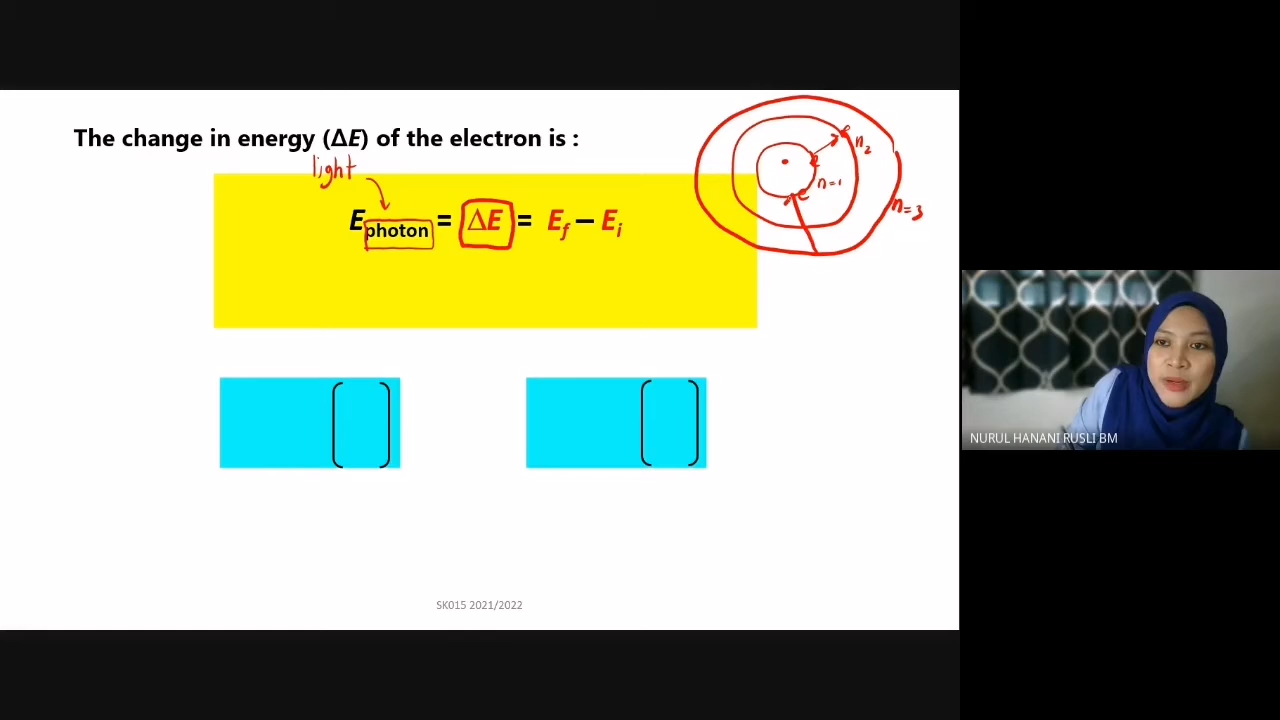 The change in energy (ΔE) of the electron is :
light
E photon = ΔE = Ef – Ei
e
n2
e
n=1
e
n=3
NURUL HANANI RUSLI BM
SK015 2021/2022